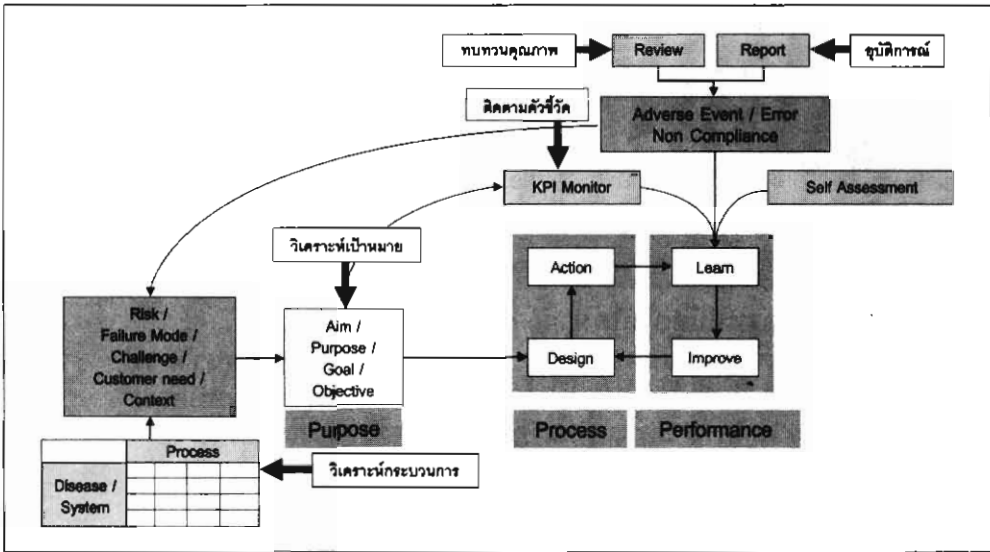 ทบทวนคุณภาพ
Review
Report
อุบัติการณ์
ติดตามตัวชี้วัด
Adverse Event / Error
Non Compliance
KPI Monitor
Self Assessment
วิเคราะห์เป้าหมาย
Action
Learn
Risk /
Failure Mode /
Challenge /
Customer need /
Context
Aim /
Purpose /
Goal /
Objective
Design
Improve
Purpose
Process
Performance
Process
วิเคราะห์กระบวนการ
Disease /
System